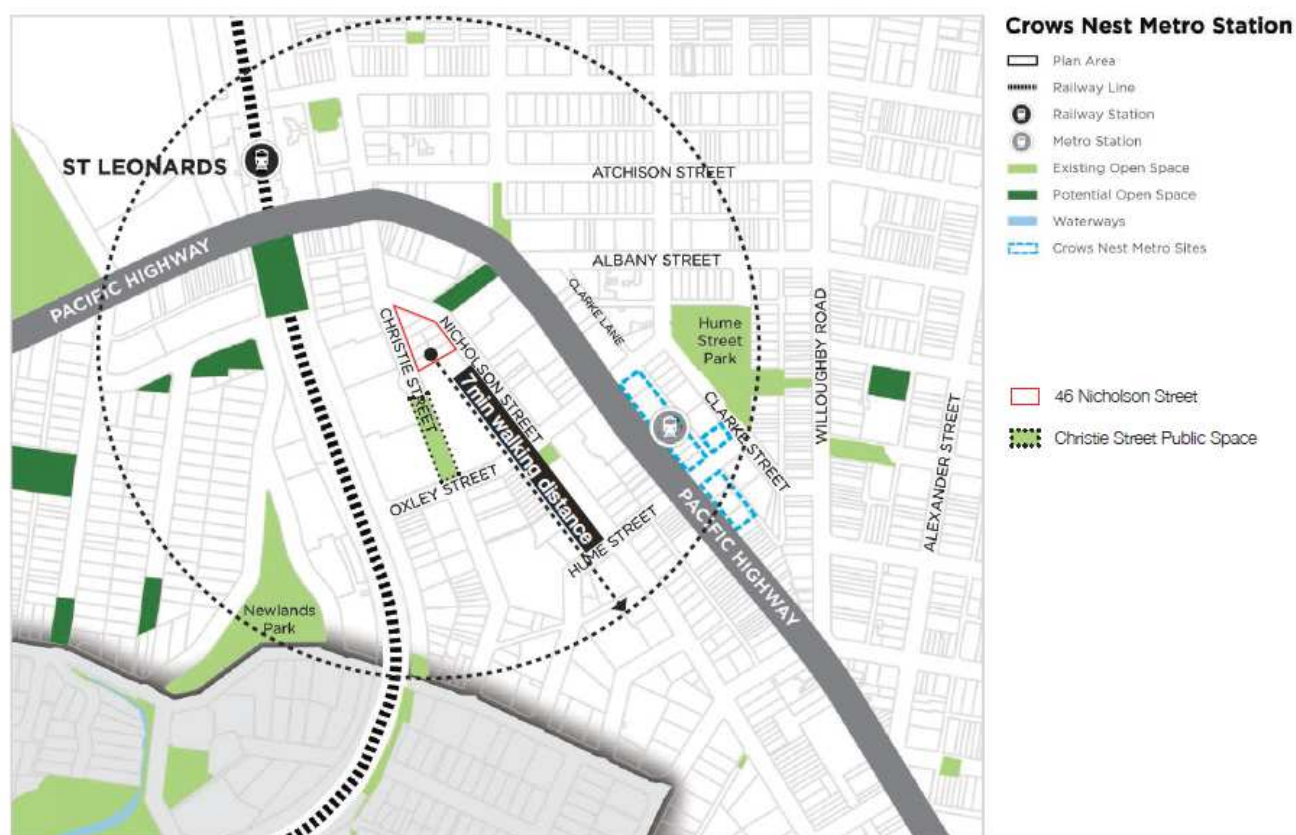 Crows Nest Metro Station
Plan Area
Railway Line
Railway Station
Metro Station
Existing Open Space
Potential Open Space
Waterways
Crows Nest Metro Sites
46 Nicholson Street
Christie Street Public Space
ST LEONARDS
ATCHISON STREET
PACIFIC HIGHWAY
ALBANY STREET
CLARKE LANE
CHRISTIE STREET
NICHOLSON STREET
Hume
Street
Park
WILLOUGHBY ROAD
7min walking distance
CLARKE STREET
ALEXANDER STREET
OXLEY STREET
HUME STREET
PACIFIC HIGHWAY
Newlands
Park